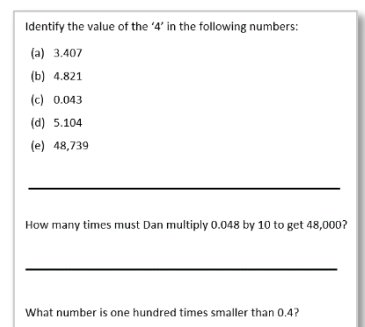 Identify the value of the ‘4’ in the following numbers:
(a) 3.407
(b) 4.821
(c) 0.043
(d) 5.104
(e) 48,739
How many times must Dan multiply 0.048 by 10 to get 48,000?
What number is one hundred times smaller than 0.4?